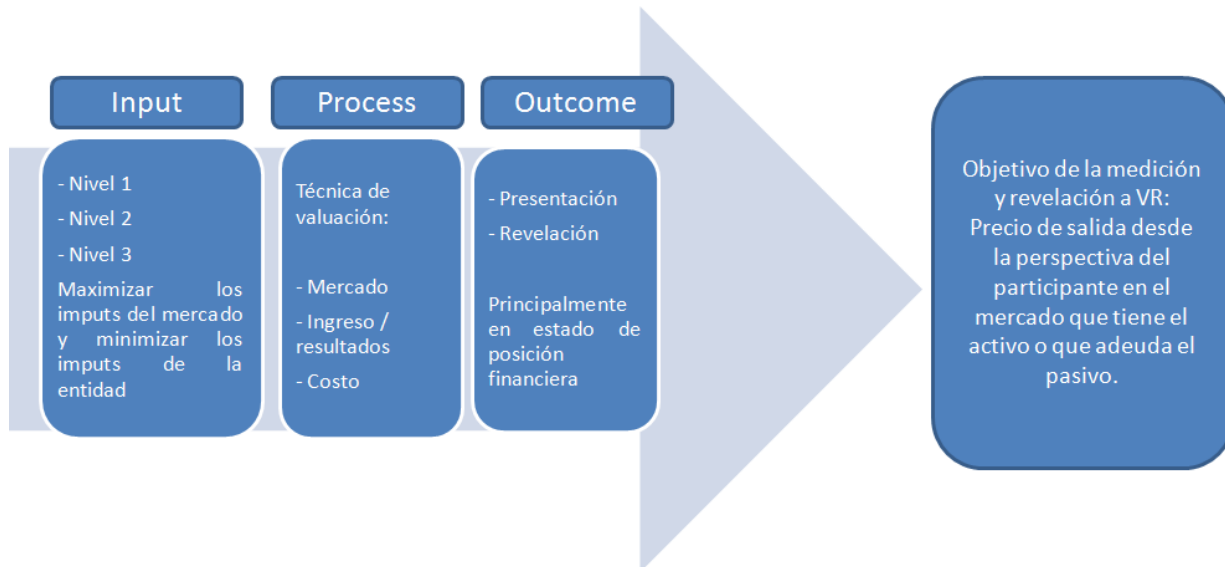 Input
- Nivel 1
- Nivel 2
- Nivel 3
Maximizar los
imputs del mercado
y minimizar los
imputs de la
entidad
Process
Técnica de
valuación:
- Mercado
- Ingreso /
resultados
- Costo
Outcome
- Presentación
- Revelación
Principalmente
en estado de
posición
financiera
Objetivo de la medición
y revelación a VR:
Precio de salida desde
la perspectiva del
participante en el
mercado que tiene el
activo o que adeuda el
pasivo.